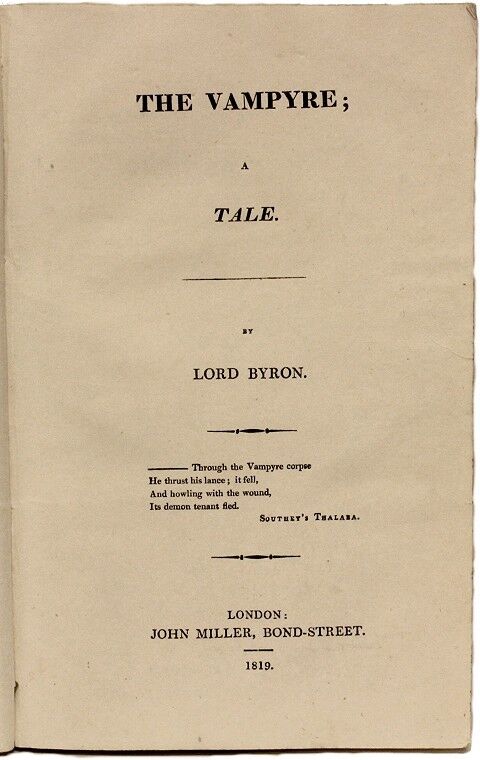 THE VAMPYRE;
A
TALE.
BY
LORD BYRON.
——— Through the Vampyre corpse
He thrust his lance; it fell,
And howling with the wound,
Its demon tenant fled.
SOUTHEY'S THALABA.
LONDON:
JOHN MILLER, BOND-STREET.
1819.